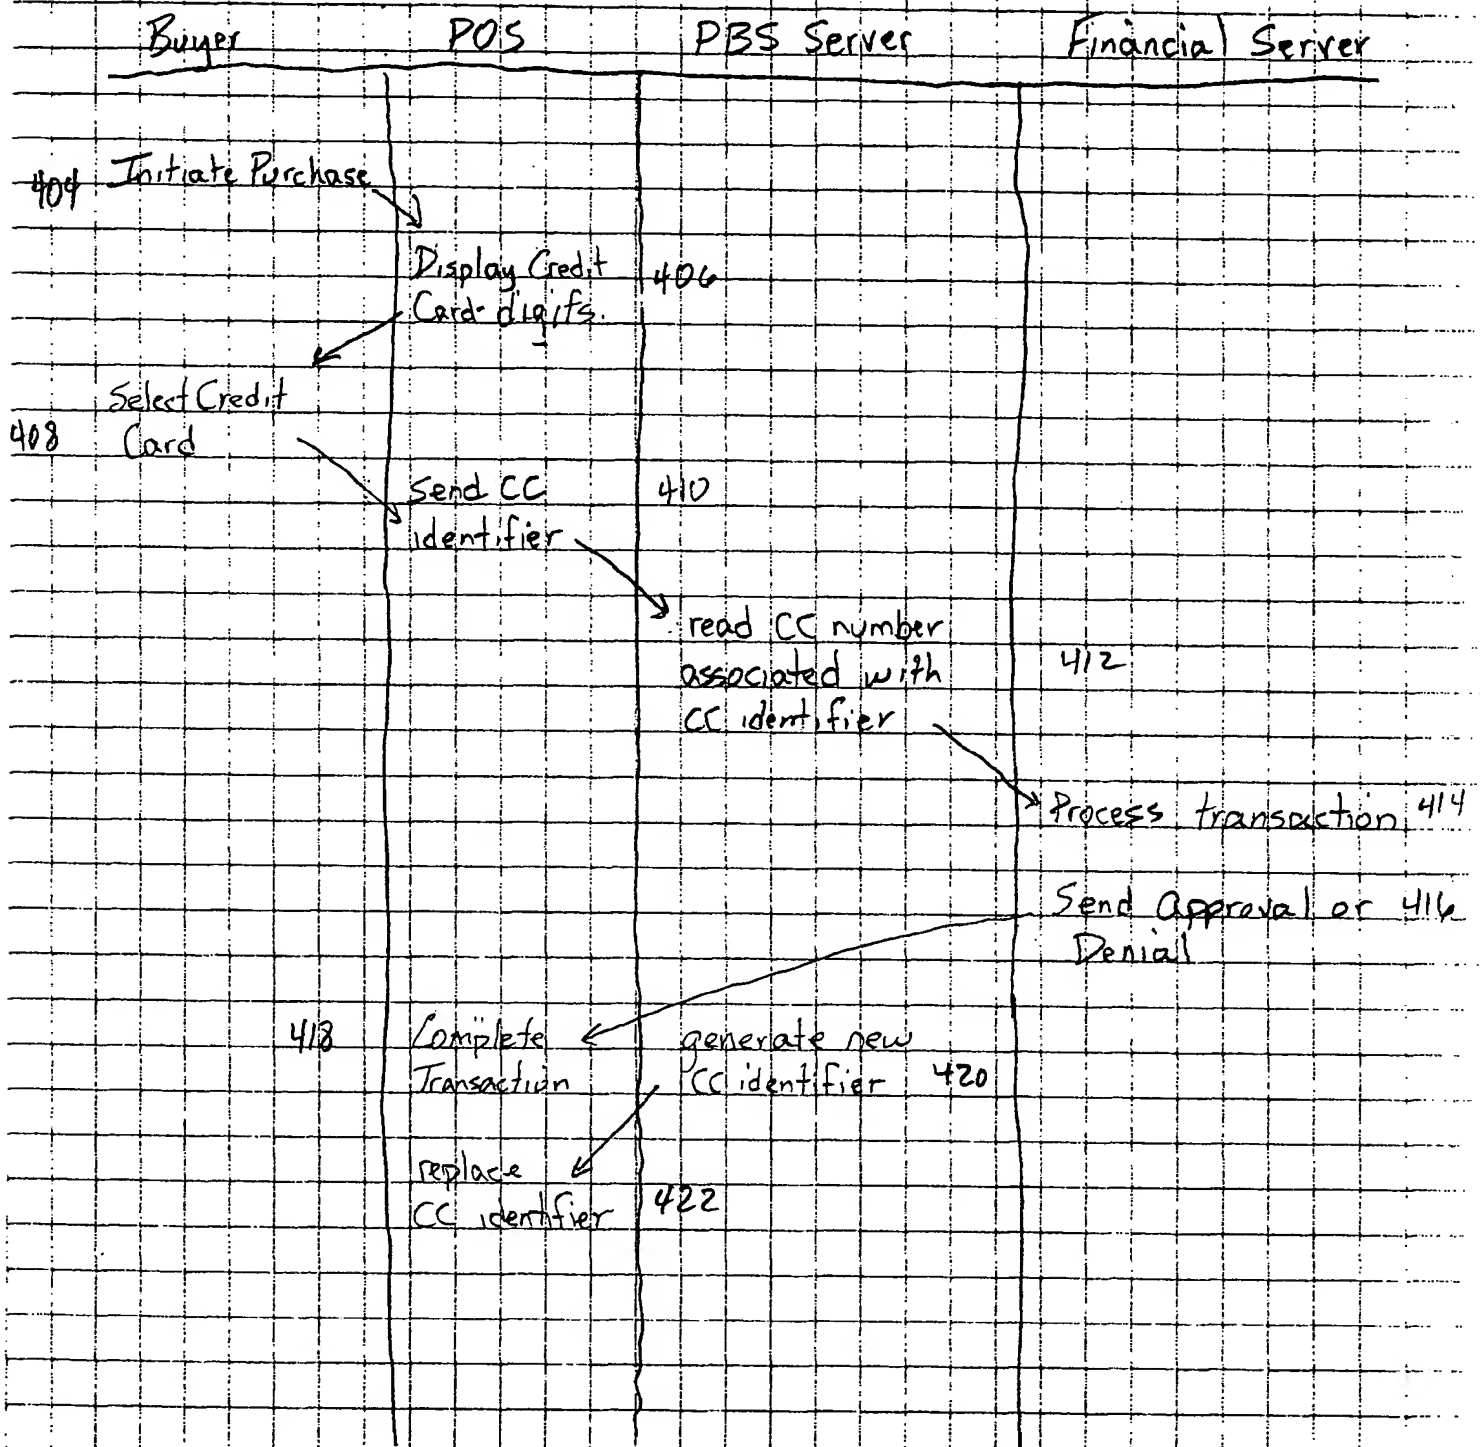 Buyer POS PBS Server Financial Server
404 Initiate Purchase
Display Credit 406
Card digits.
Select Credit
408 Card
Send CC 410
identifier
read CC number
associated with 412
CC identifier
Process transaction 414
Send Approval or 416
Denial
418 Complete generate new
Transaction CC identifier 420
replace
CC identifier 422